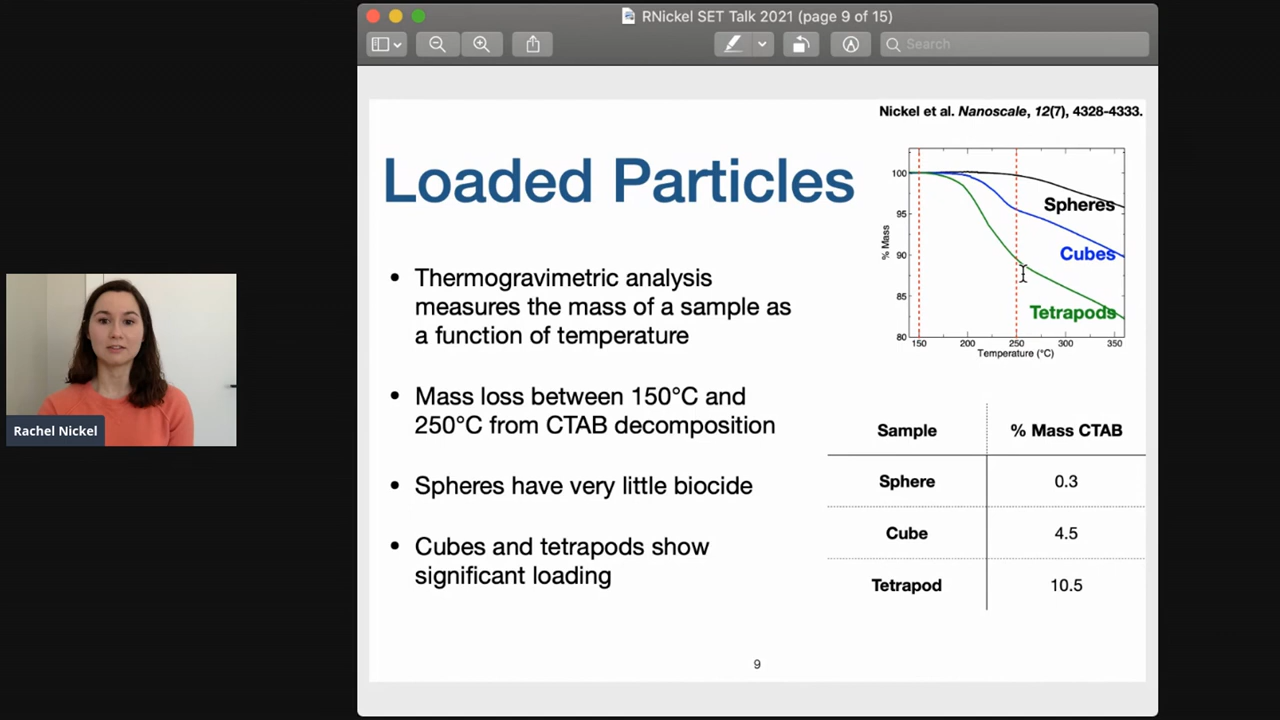 RNickel SET Talk 2021 (page 9 of 15)
Search
Nickel et al. Nanoscale, 12(7), 4328-4333.
Loaded Particles
• Thermogravimetric analysis
measures the mass of a sample as
a function of temperature
• Mass loss between 150°C and
250°C from CTAB decomposition
• Spheres have very little biocide
• Cubes and tetrapods show
significant loading
% Mass
100
95
90
85
80
Spheres
Cubes
Tetrapods
150 200 250 300 350
Temperature (°C)
Sample % Mass CTAB
Sphere 0.3
Cube 4.5
Tetrapod 10.5
9
Rachel Nickel